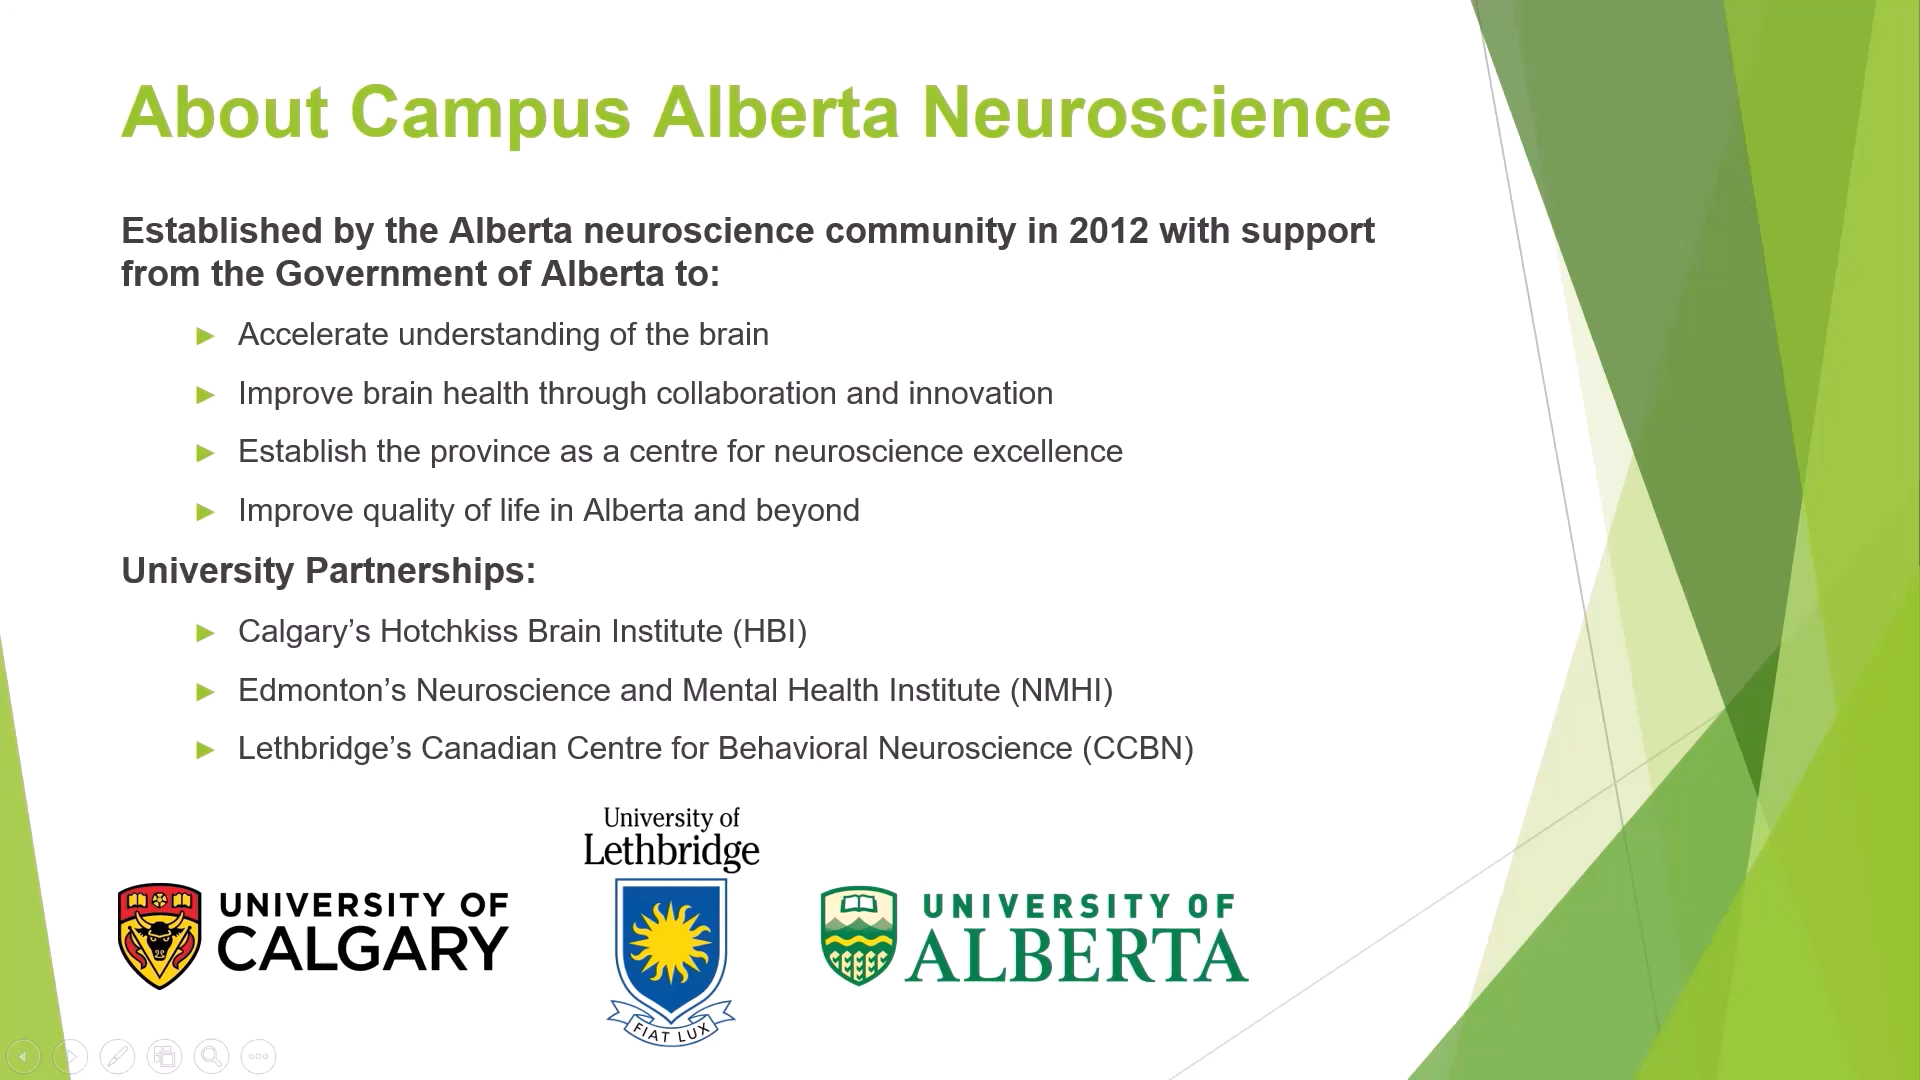 About Campus Alberta Neuroscience
Established by the Alberta neuroscience community in 2012 with support
from the Government of Alberta to:
► Accelerate understanding of the brain
► Improve brain health through collaboration and innovation
► Establish the province as a centre for neuroscience excellence
► Improve quality of life in Alberta and beyond
University Partnerships:
► Calgary’s Hotchkiss Brain Institute (HBI)
► Edmonton’s Neuroscience and Mental Health Institute (NMHI)
► Lethbridge’s Canadian Centre for Behavioral Neuroscience (CCBN)
UNIVERSITY OF
CALGARY
University of
Lethbridge
FIAT LUX
UNIVERSITY OF
ALBERTA